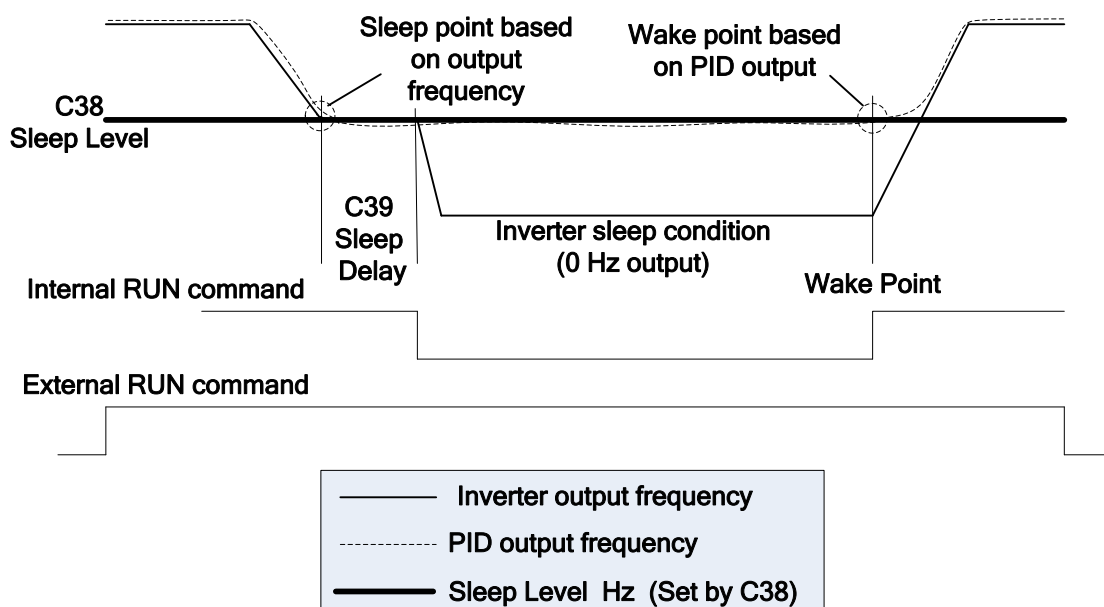 Sleep point based
on output
frequency
Wake point based
on PID output
C38
Sleep Level
C39
Sleep
Delay
Inverter sleep condition
(0 Hz output)
Wake Point
Internal RUN command
External RUN command
Inverter output frequency
PID output frequency
Sleep Level Hz (Set by C38)